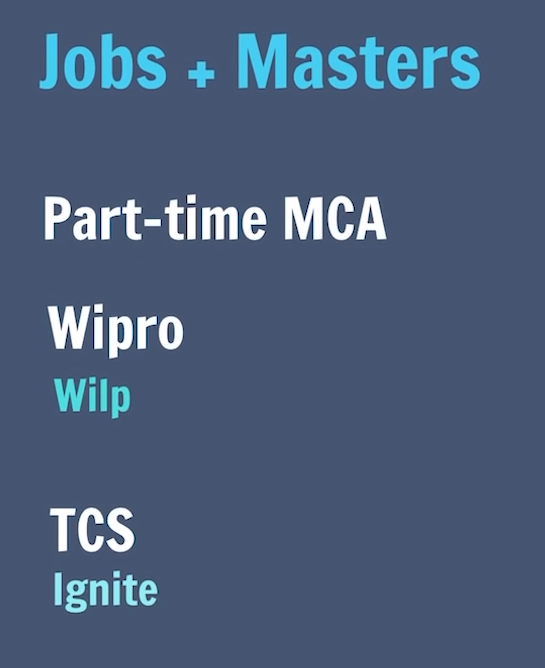 Jobs + Masters
Part-time MCA
Wipro
Wilp
TCS
Ignite